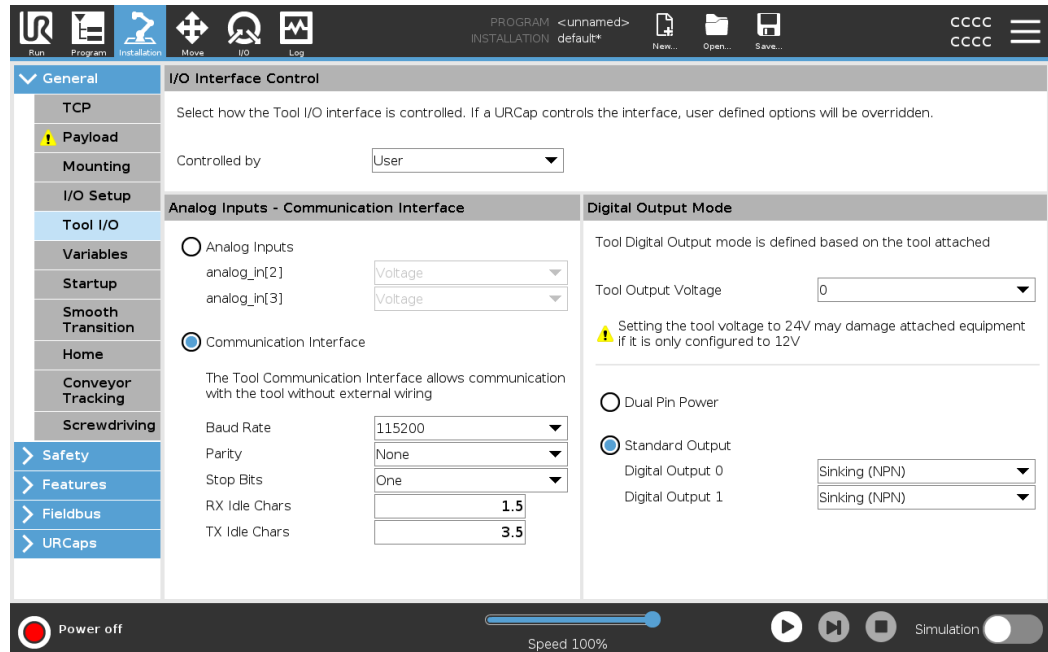 PROGRAM <unnamed>
INSTALLATION default*
CCCC
CCCC
UR
Run
Program
Installation
Move
I/O
Log
New...
Open...
Save...
General
TCP
Payload
Mounting
I/O Setup
Tool I/O
Variables
Startup
Smooth
Transition
Home
Conveyor
Tracking
Screwdriving
Safety
Features
Fieldbus
URCaps
I/O Interface Control
Select how the Tool I/O interface is controlled. If a URCap controls the interface, user defined options will be overridden.
Controlled by User
Analog Inputs - Communication Interface
Analog Inputs
analog_in[2] Voltage
analog_in[3] Voltage
Communication Interface
The Tool Communication Interface allows communication
with the tool without external wiring
Baud Rate 115200
Parity None
Stop Bits One
RX Idle Chars 1.5
TX Idle Chars 3.5
Digital Output Mode
Tool Digital Output mode is defined based on the tool attached
Tool Output Voltage 0
Setting the tool voltage to 24V may damage attached equipment
if it is only configured to 12V
Dual Pin Power
Standard Output
Digital Output 0 Sinking (NPN)
Digital Output 1 Sinking (NPN)
Power off
Speed 100%
Simulation